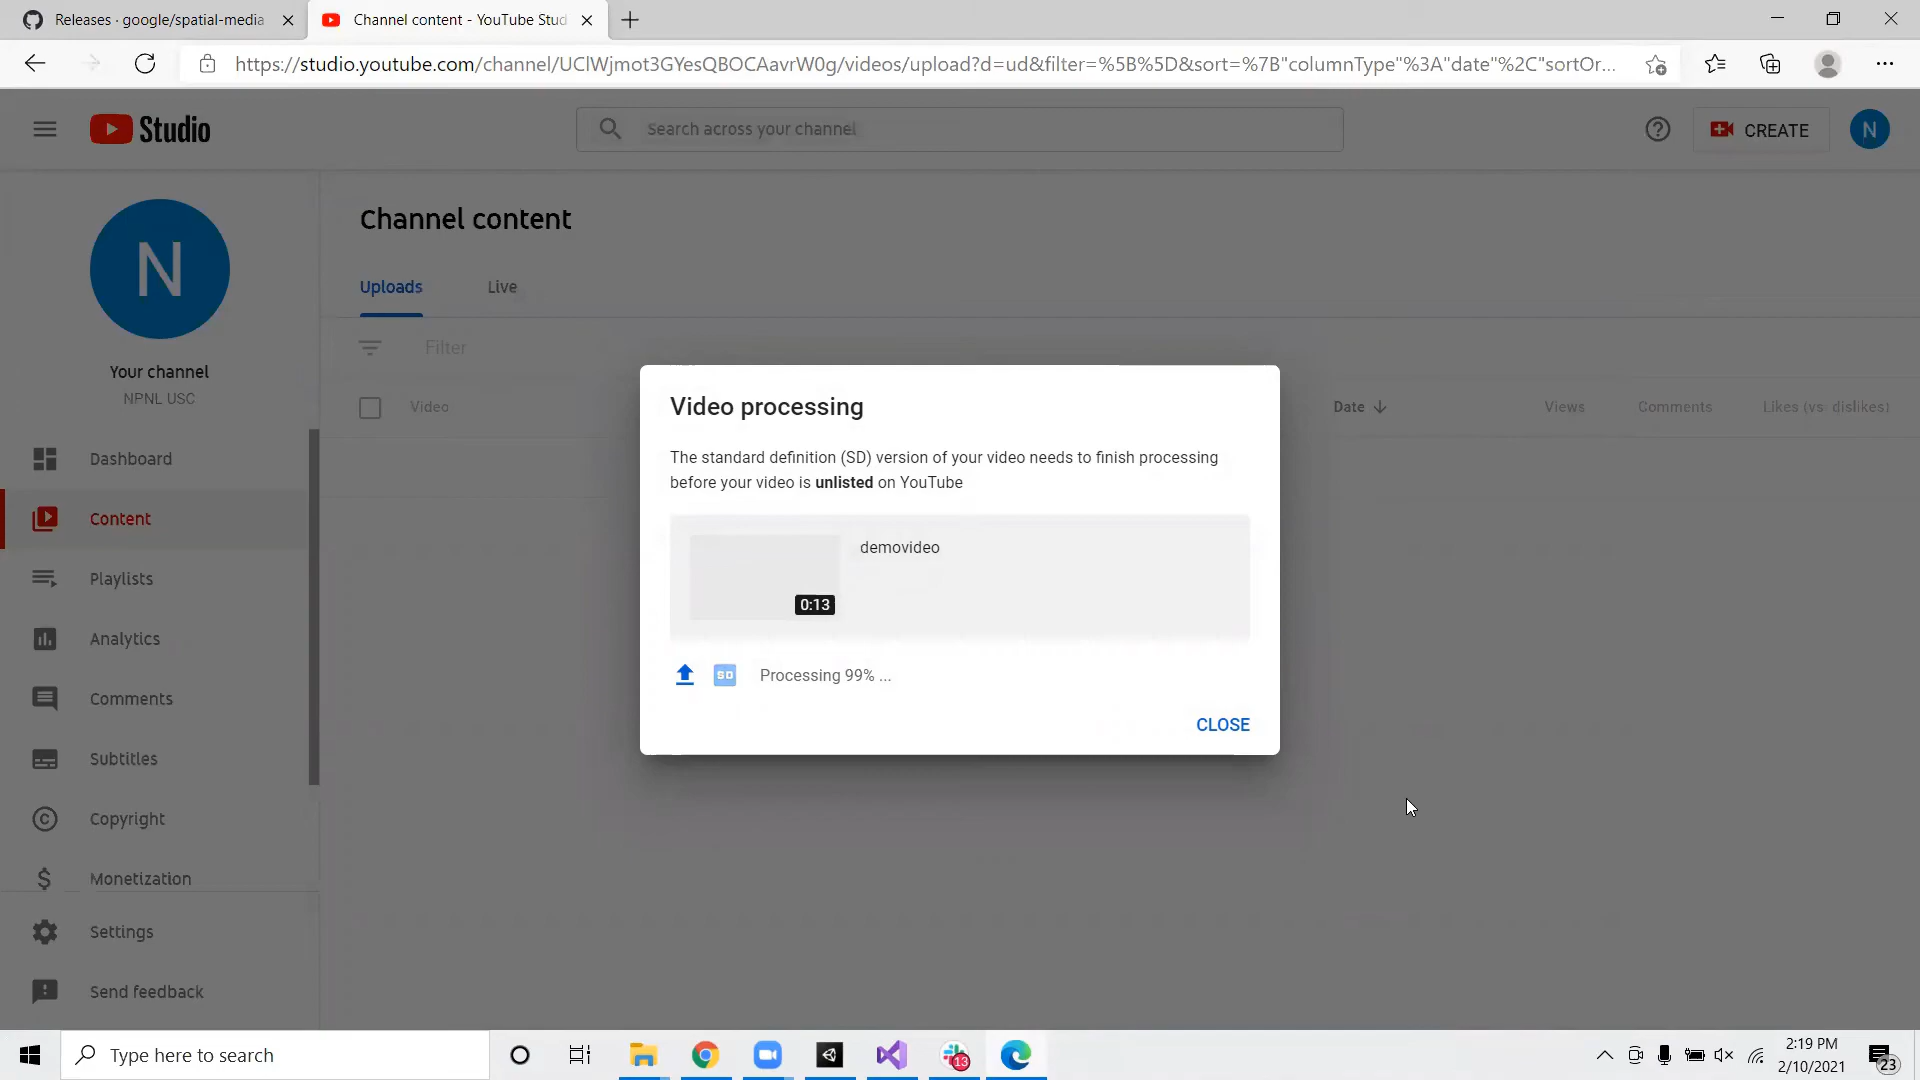 Releases · google/spatial-media
Channel content - YouTube Stud
https://studio.youtube.com/channel/UClWjmot3GYesQBOCAavrW0g/videos/upload?d=ud&filter=%5B%5D&sort=%7B"columnType"%3A"date"%2C"sortOr...
Studio
Search across your channel
CREATE
N
N
Your channel
NPNL USC
Dashboard
Content
Playlists
Analytics
Comments
Subtitles
Copyright
Monetization
Settings
Send feedback
Channel content
Uploads
Live
Filter
Video
Date
Views
Comments
Likes (vs. dislikes)
Video processing
The standard definition (SD) version of your video needs to finish processing
before your video is unlisted on YouTube
demovideo
0:13
SD
Processing 99% ...
CLOSE
Type here to search
13
2:19 PM
2/10/2021
23